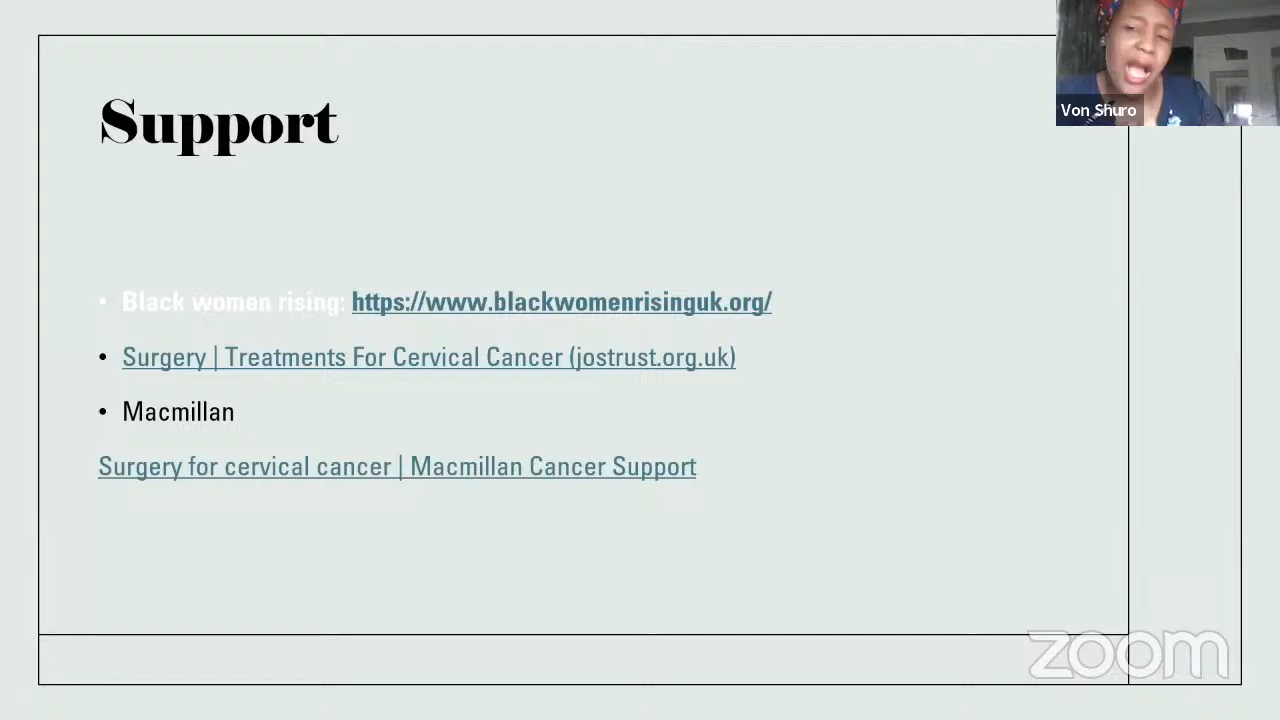 Von Shuro
Support
• Black women rising: https://www.blackwomenrisinguk.org/
• Surgery | Treatments For Cervical Cancer (jostrust.org.uk)
• Macmillan
Surgery for cervical cancer | Macmillan Cancer Support
zoom